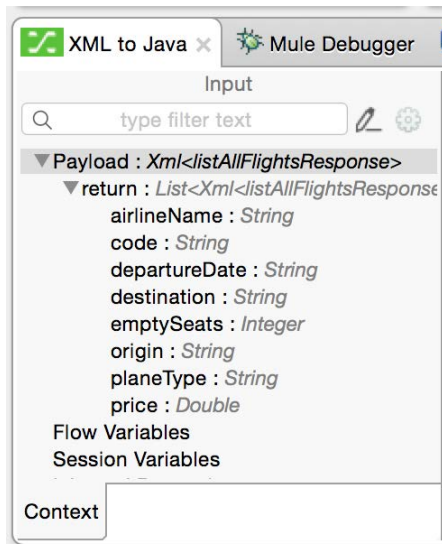 XML to Java
Mule Debugger
Input
type filter text
Payload : Xml<listAllFlightsResponse>
return : List<Xml<listAllFlightsResponse
airlineName : String
code : String
departureDate : String
destination : String
emptySeats : Integer
origin : String
planeType : String
price : Double
Flow Variables
Session Variables
Context